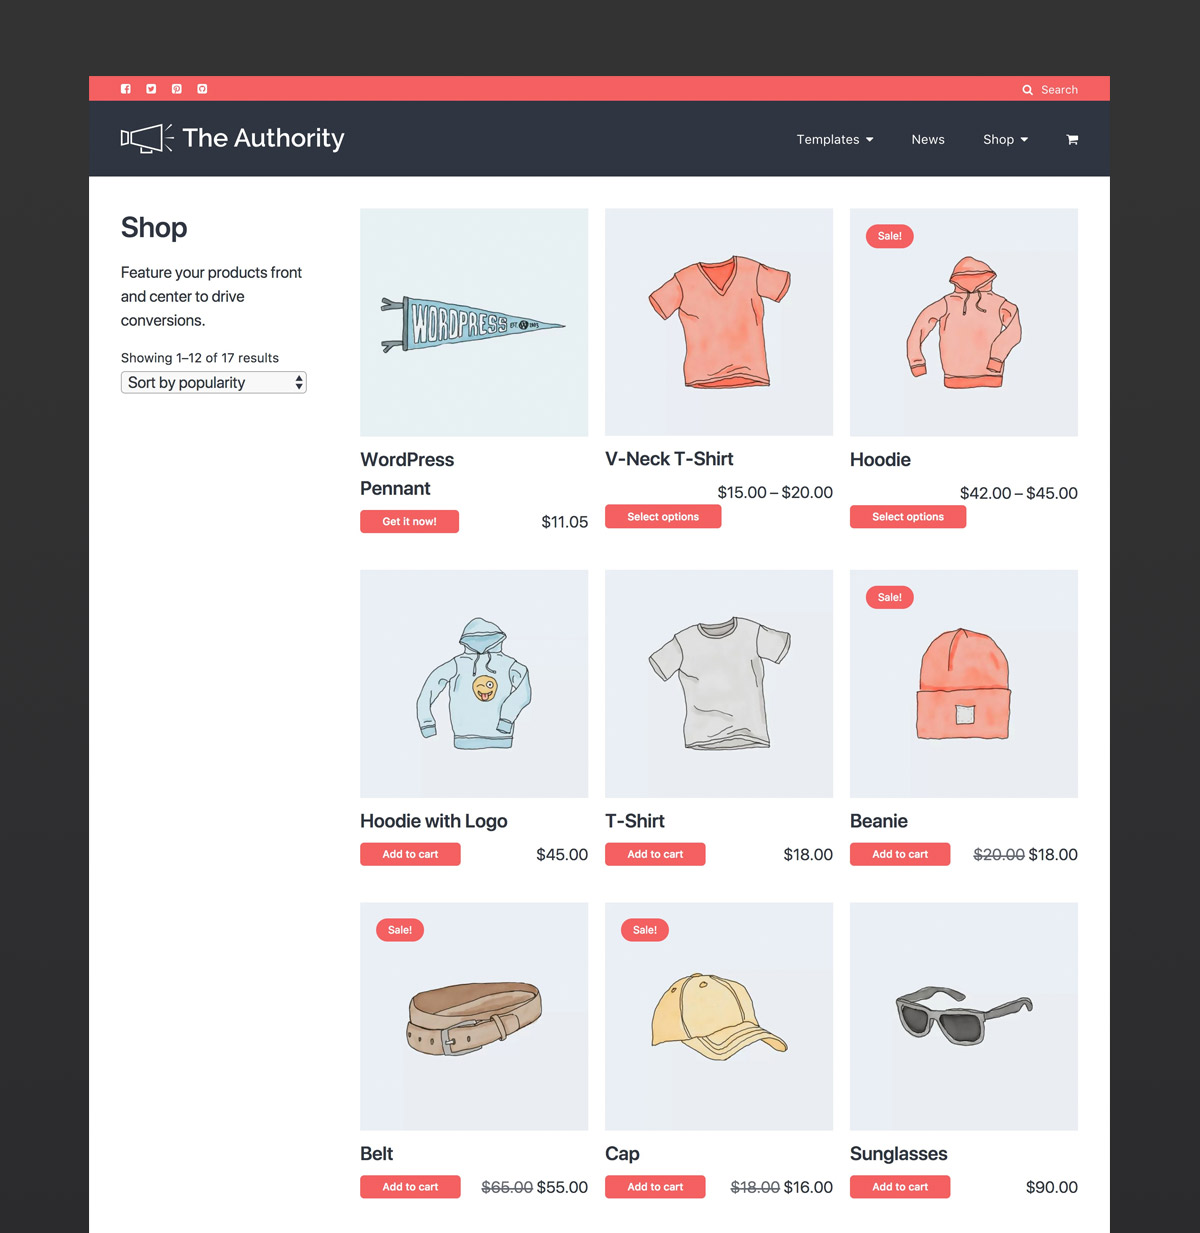 Search
The Authority
Templates
News
Shop
Shop
Feature your products front
and center to drive
conversions.
Showing 1–12 of 17 results
Sort by popularity
WORDPRESS
WordPress
Pennant
Get it now!
$11.05
V-Neck T-Shirt
$15.00 – $20.00
Select options
Sale!
Hoodie
$42.00 – $45.00
Select options
Hoodie with Logo
Add to cart
$45.00
T-Shirt
Add to cart
$18.00
Sale!
Beanie
Add to cart
$20.00 $18.00
Sale!
Belt
Add to cart
$65.00 $55.00
Sale!
Cap
Add to cart
$18.00 $16.00
Sunglasses
Add to cart
$90.00